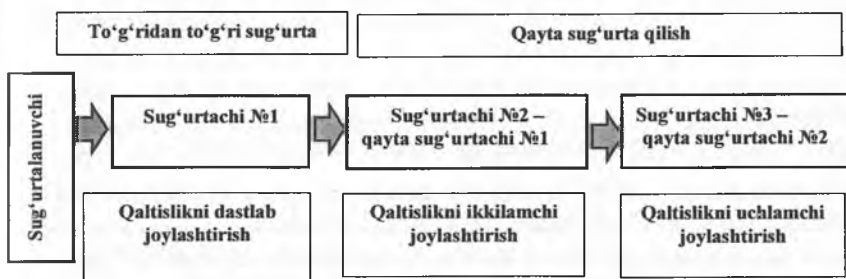 To‘g‘ridan to‘g‘ri sug‘urta
Qayta sug‘urta qilish
Sug‘urtalanuvchi
Sug‘urtachi №1
Sug‘urtachi №2 –
qayta sug‘urtachi №1
Sug‘urtachi №3 –
qayta sug‘urtachi №2
Qaltislikni dastlab
joylashtirish
Qaltislikni ikkilamchi
joylashtirish
Qaltislikni uchlamchi
joylashtirish